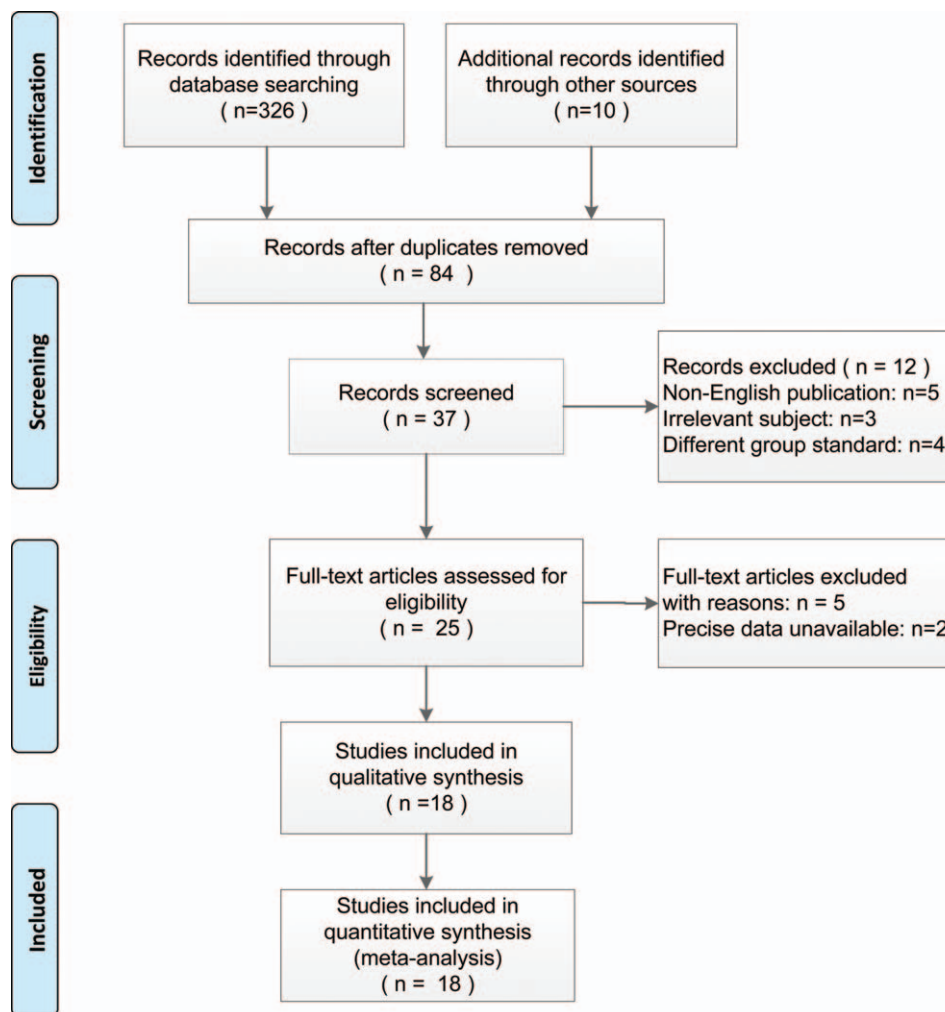 Identification
Records identified through
database searching
( n=326 )
Additional records identified
through other sources
( n=10 )
Records after duplicates removed
( n = 84 )
Screening
Records screened
( n = 37 )
Records excluded ( n = 12 )
Non-English publication: n=5
Irrelevant subject: n=3
Different group standard: n=4
Eligibility
Full-text articles assessed for
eligibility
( n = 25 )
Full-text articles excluded
with reasons: n = 5
Precise data unavailable: n=2
Studies included in
qualitative synthesis
( n =18 )
Included
Studies included in
quantitative synthesis
(meta-analysis)
( n = 18 )